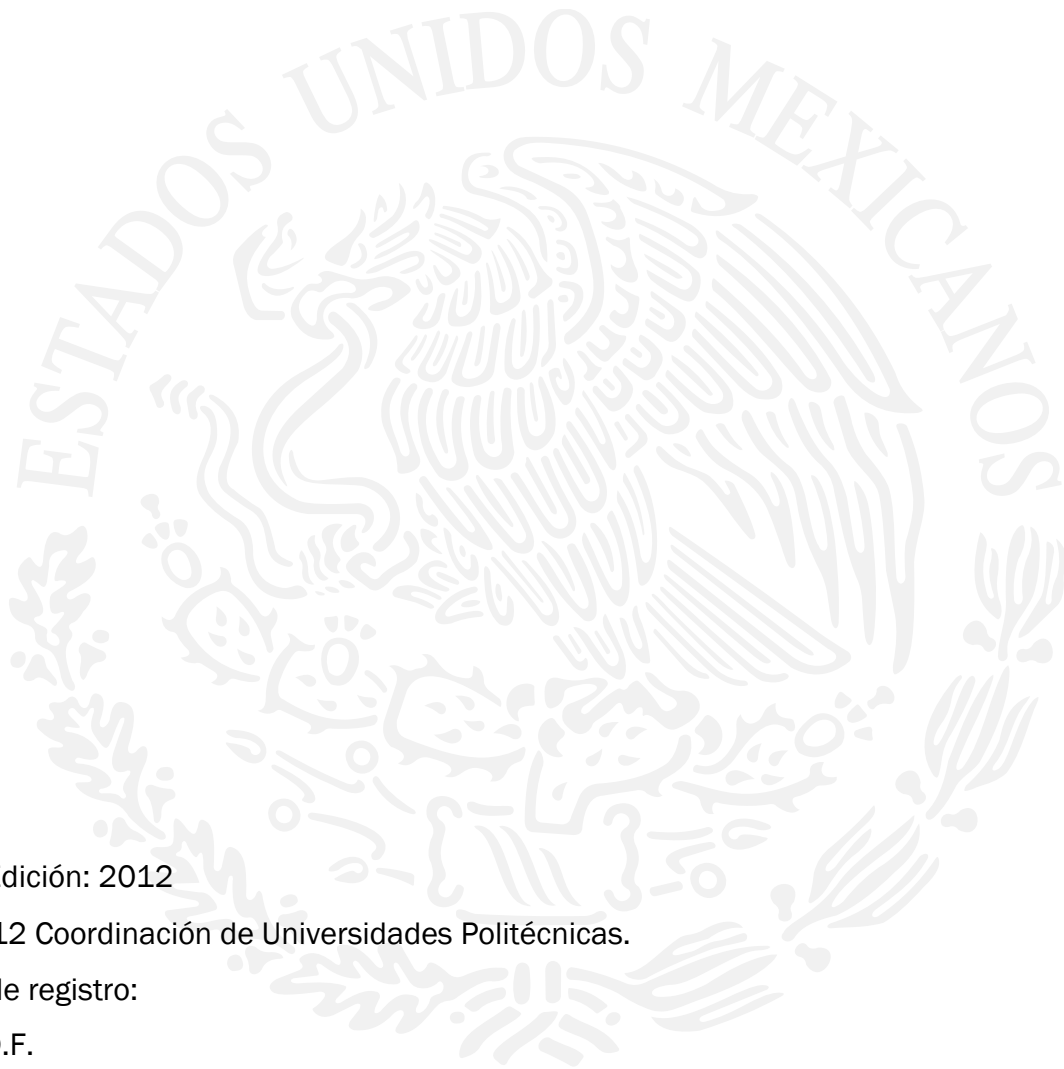 ESTADOS UNIDOS MEXICANOS
dición: 2012
12 Coordinación de Universidades Politécnicas.
le registro:
.F.